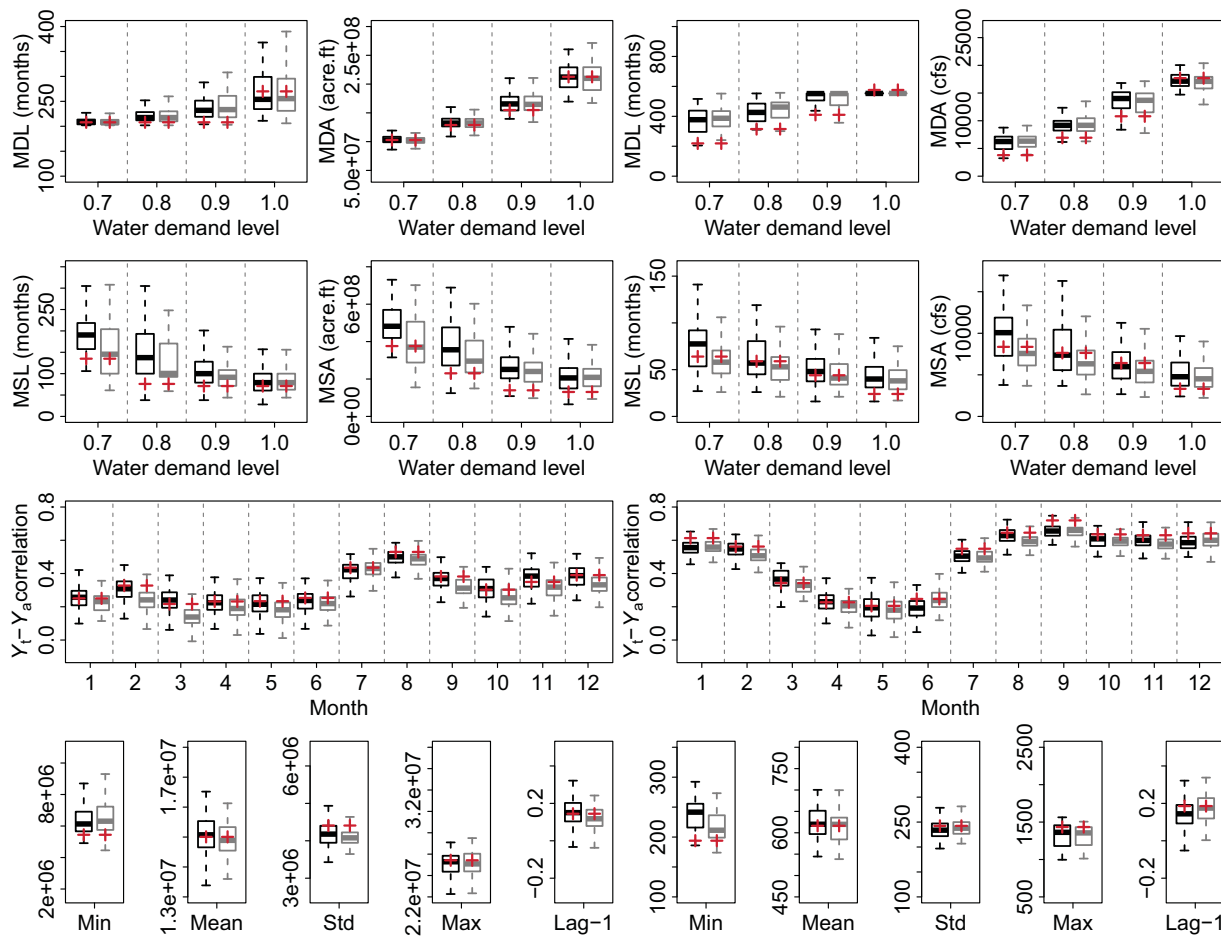 MDL (months)
100 250 400
0.7 0.8 0.9 1.0
Water demand level
MDA (acre.ft)
5.0e+07 2.5e+08
0.7 0.8 0.9 1.0
Water demand level
MDL (months)
0 400 800
0.7 0.8 0.9 1.0
Water demand level
MDA (cfs)
0 10000 25000
0.7 0.8 0.9 1.0
Water demand level
MSL (months)
0 100 250
0.7 0.8 0.9 1.0
Water demand level
MSA (acre.ft)
0e+00 6e+08
0.7 0.8 0.9 1.0
Water demand level
MSL (months)
0 50 150
0.7 0.8 0.9 1.0
Water demand level
MSA (cfs)
0 1000
0.7 0.8 0.9 1.0
Water demand level
Yt−Ya correlation
0.0 0.4 0.8
1 2 3 4 5 6 7 8 9 10 11 12
Month
Yt−Ya correlation
0.0 0.4 0.8
1 2 3 4 5 6 7 8 9 10 11 12
Month
2e+06 8e+06
Min
1.3e+07 1.7e+07
Mean
3e+06 6e+06
Std
2.2e+07 3.2e+07
Max
−0.2 0.2
Lag−1
100 200 300
Min
450 600 750
Mean
100 250 400
Std
500 1500 2500
Max
−0.2 0.2
Lag−1